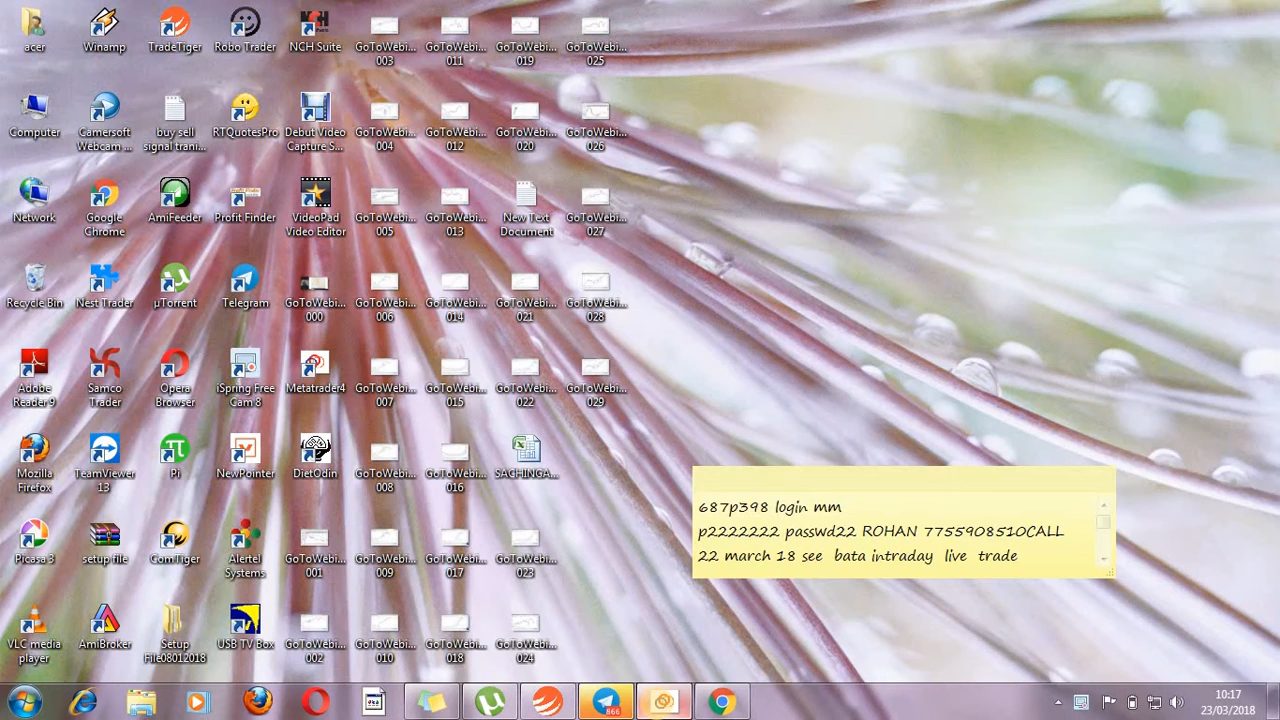 acer
Winamp
TradeTiger
Robo Trader
NCH Suite
GoToWebi...
003
GoToWebi...
011
GoToWebi...
019
GoToWebi...
025
Computer
Camersoft
Webcam ...
buy sell
signal trani...
RTQuotesPro
Debut Video
Capture S...
GoToWebi...
004
GoToWebi...
012
GoToWebi...
020
GoToWebi...
026
Network
Google
Chrome
AmiFeeder
Profit Finder
VideoPad
Video Editor
GoToWebi...
005
GoToWebi...
013
New Text
Document
GoToWebi...
027
Recycle Bin
Nest Trader
µTorrent
Telegram
GoToWebi...
000
GoToWebi...
006
GoToWebi...
014
GoToWebi...
021
GoToWebi...
028
Adobe
Reader 9
Samco
Trader
Opera
Browser
iSpring Free
Cam 8
Metatrader4
GoToWebi...
007
GoToWebi...
015
GoToWebi...
022
GoToWebi...
029
Mozilla
Firefox
TeamViewer
13
Pi
NewPointer
DietOdin
GoToWebi...
008
GoToWebi...
016
SACHINGA...
687p398 login mm
p2222222 passwd22 ROHAN 7755908510CALL
22 march 18 see bata intraday live trade
Picasa 3
setup file
ComTiger
Alertel
Systems
GoToWebi...
001
GoToWebi...
009
GoToWebi...
017
GoToWebi...
023
VLC media
player
AmiBroker
Setup
File08012018
USB TV Box
GoToWebi...
002
GoToWebi...
010
GoToWebi...
018
GoToWebi...
024
866
10:17
23/03/2018